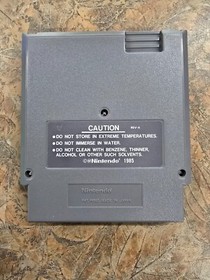 CAUTION
REV-A
●DO NOT STORE IN EXTREME TEMPERATURES.
●DO NOT IMMERSE IN WATER.
●DO NOT CLEAN WITH BENZENE, THINNER,
ALCOHOL OR OTHER SUCH SOLVENTS.
©®Nintendo 1985